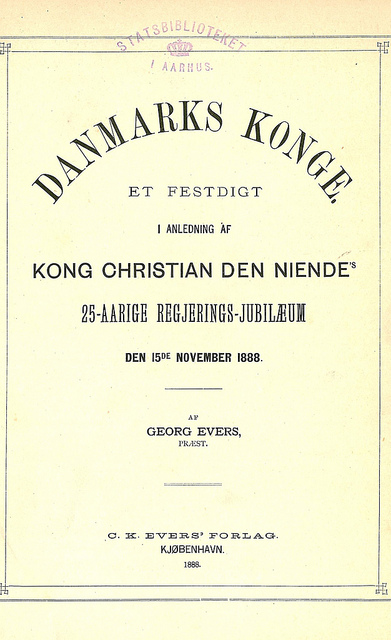 STATSBIBLIOTEKET
I AARHUS.
DANMARKS KONGE.
ET FESTDIGT
I ANLEDNING AF
KONG CHRISTIAN DEN NIENDE's
25-AARIGE REGJERINGS-JUBILÆUM
DEN 15DE NOVEMBER 1888.
AF
GEORG EVERS,
PRÆST.
C. K. EVERS' FORLAG.
KJØBENHAVN.
1888.